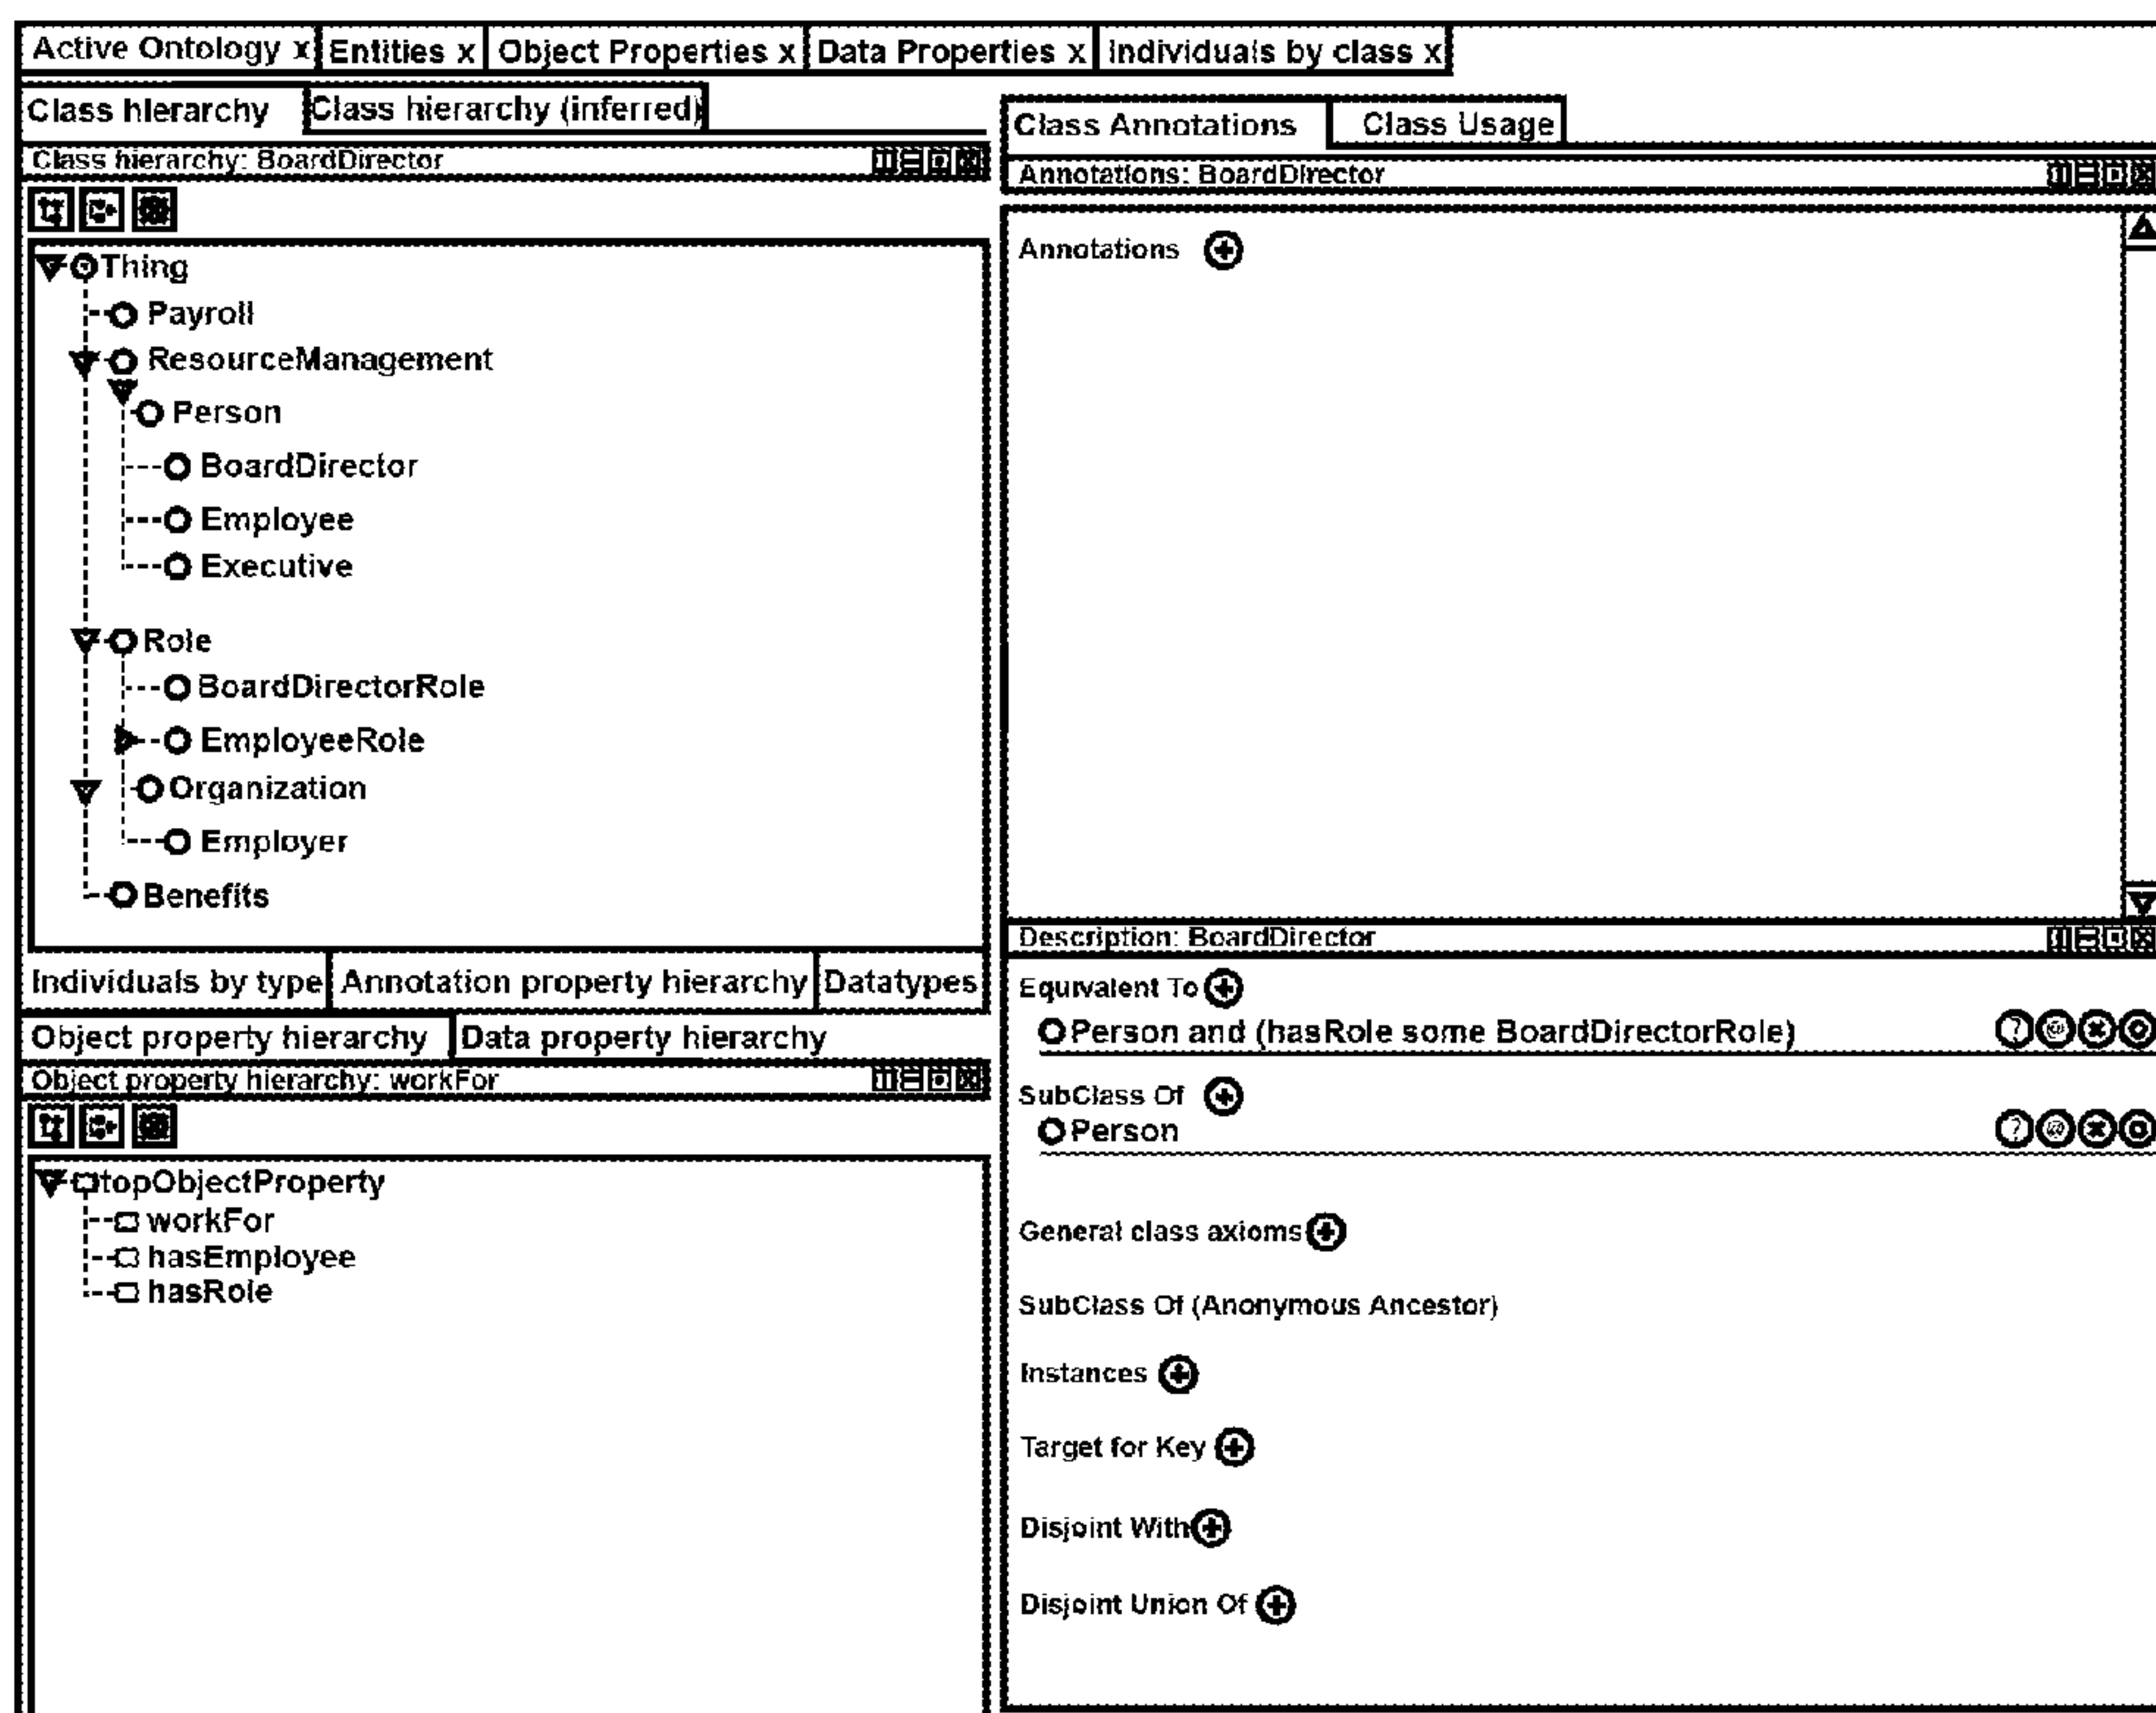 Active Ontology x Entities x Object Properties x Data Properties x Individuals by class x
Class hierarchy Class hierarchy (inferred)
Class hierarchy: BoardDirector
Thing
Payroll
ResourceManagement
Person
BoardDirector
Employee
Executive
Role
BoardDirectorRole
EmployeeRole
Organization
Employer
Benefits
Individuals by type Annotation property hierarchy Datatypes
Object property hierarchy Data property hierarchy
Object property hierarchy: workFor
topObjectProperty
workFor
hasEmployee
hasRole
Class Annotations Class Usage
Annotations: BoardDirector
Annotations
Description: BoardDirector
Equivalent To
Person and (hasRole some BoardDirectorRole)
SubClass Of
Person
General class axioms
SubClass Of (Anonymous Ancestor)
Instances
Target for Key
Disjoint With
Disjoint Union Of